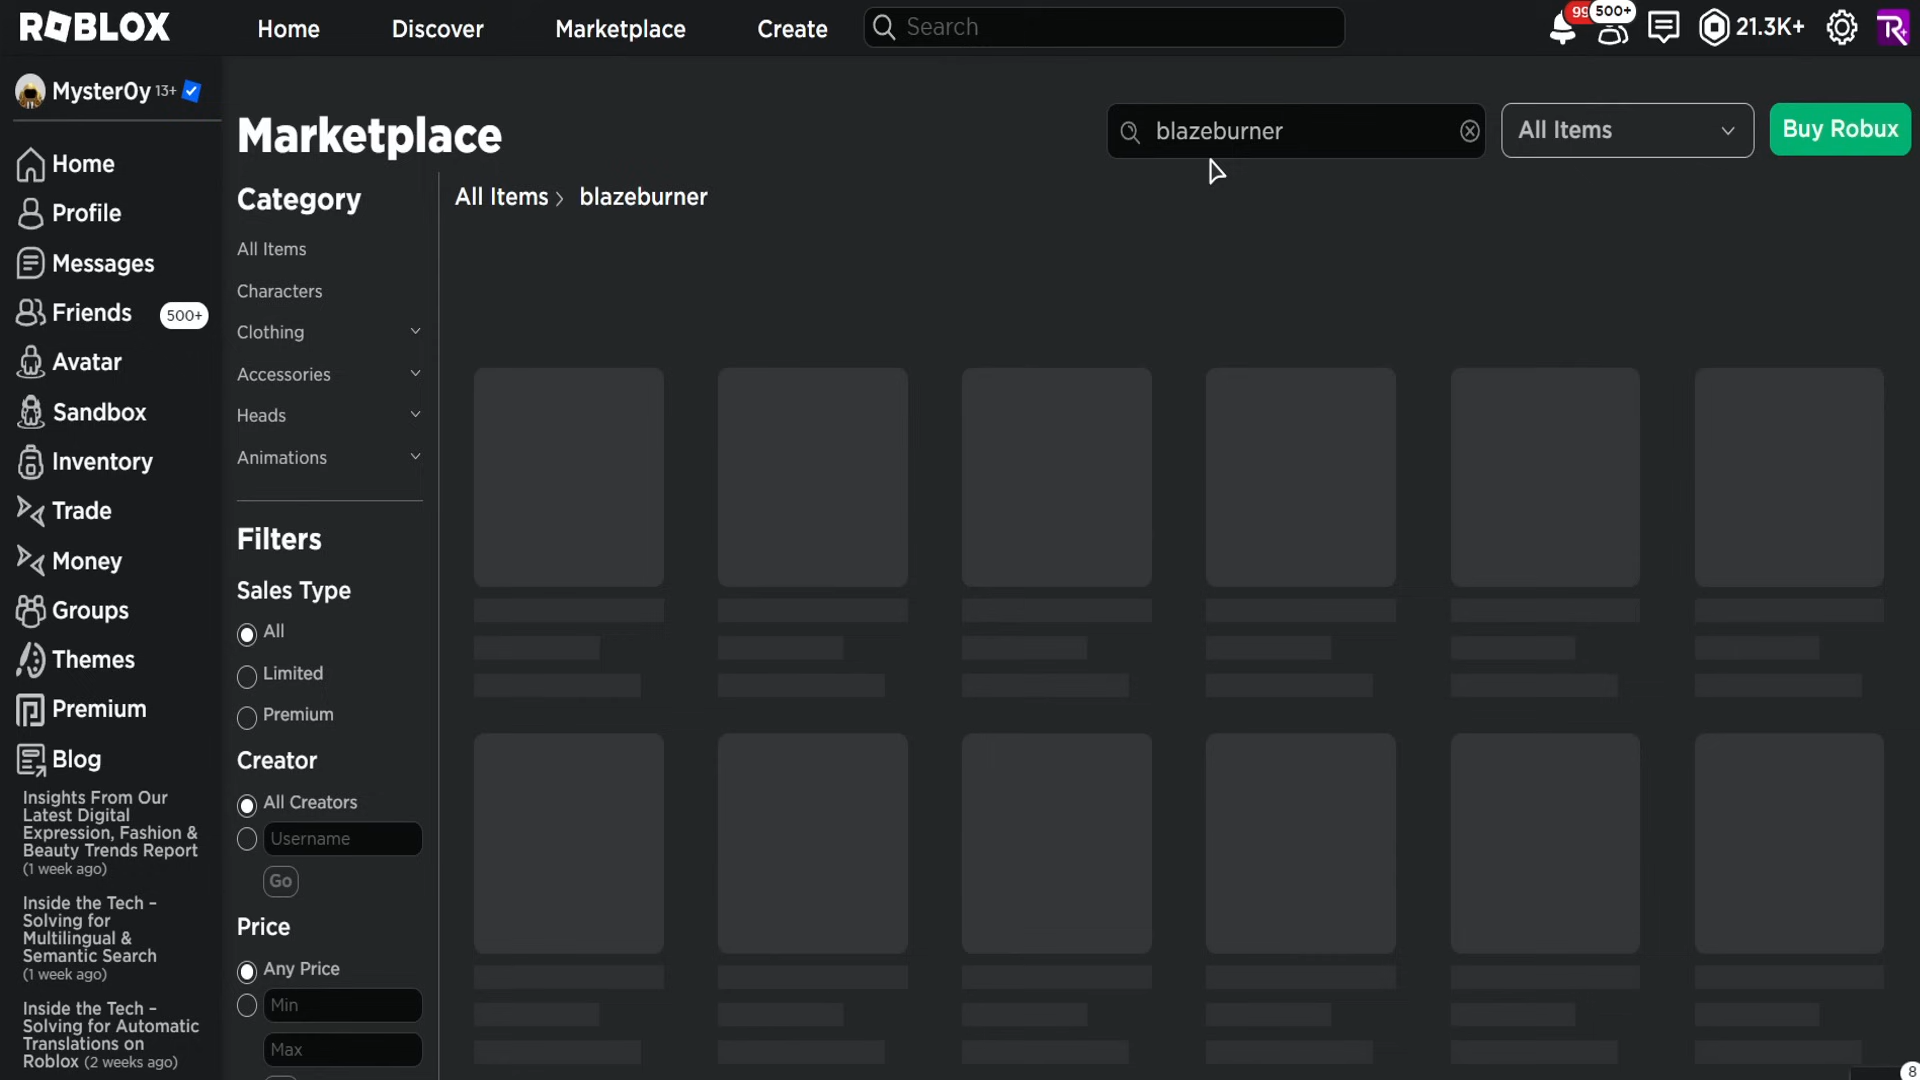 ROBLOX
Home
Discover
Marketplace
Create
Search
99
500+
21.3K+
R+
Myster0y 13+
Home
Profile
Messages
Friends
500+
Avatar
Sandbox
Inventory
Trade
Money
Groups
Themes
Premium
Blog
Insights From Our
Latest Digital
Expression, Fashion &
Beauty Trends Report
(1 week ago)
Inside the Tech –
Solving for
Multilingual &
Semantic Search
(1 week ago)
Inside the Tech –
Solving for Automatic
Translations on
Roblox (2 weeks ago)
Marketplace
blazeburner
All Items
Buy Robux
Category
All Items
Characters
Clothing
Accessories
Heads
Animations
Filters
Sales Type
All
Limited
Premium
Creator
All Creators
Username
Go
Price
Any Price
Min
Max
All Items > blazeburner
8